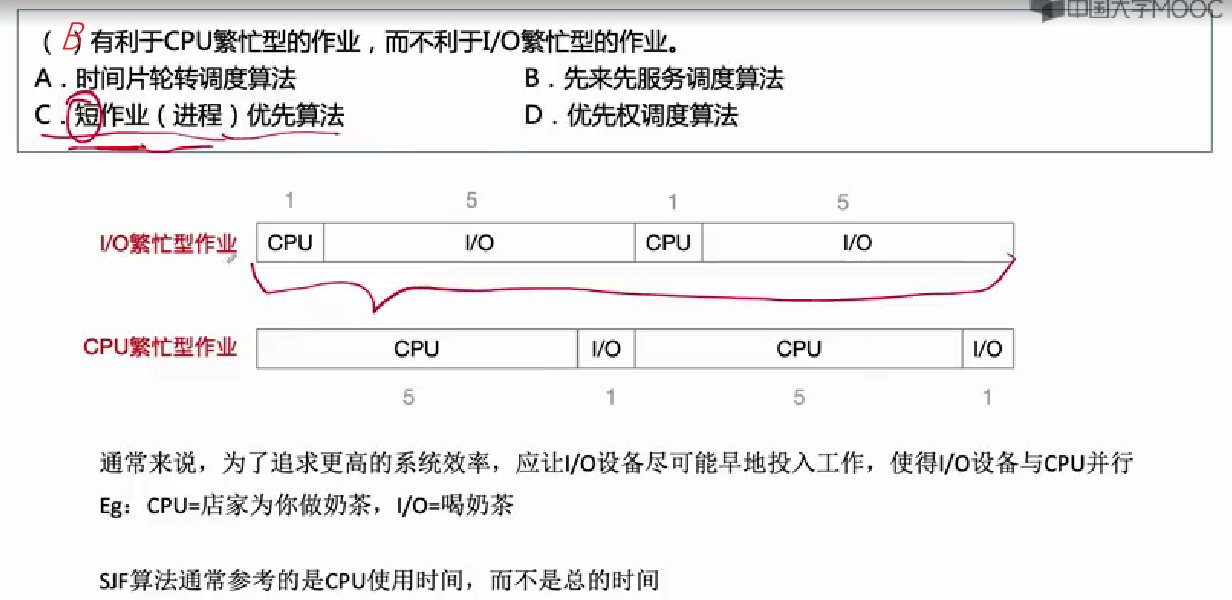 中国大学MOOC
（ B ）有利于CPU繁忙型的作业，而不利于I/O繁忙型的作业。
A．时间片轮转调度算法 B．先来先服务调度算法
C．短作业（进程）优先算法 D．优先权调度算法
1 5 1 5
I/O繁忙型作业 CPU I/O CPU I/O
CPU繁忙型作业 CPU I/O CPU I/O
5 1 5 1
通常来说，为了追求更高的系统效率，应让I/O设备尽可能早地投入工作，使得I/O设备与CPU并行
Eg：CPU=店家为你做奶茶，I/O=喝奶茶
SJF算法通常参考的是CPU使用时间，而不是总的时间